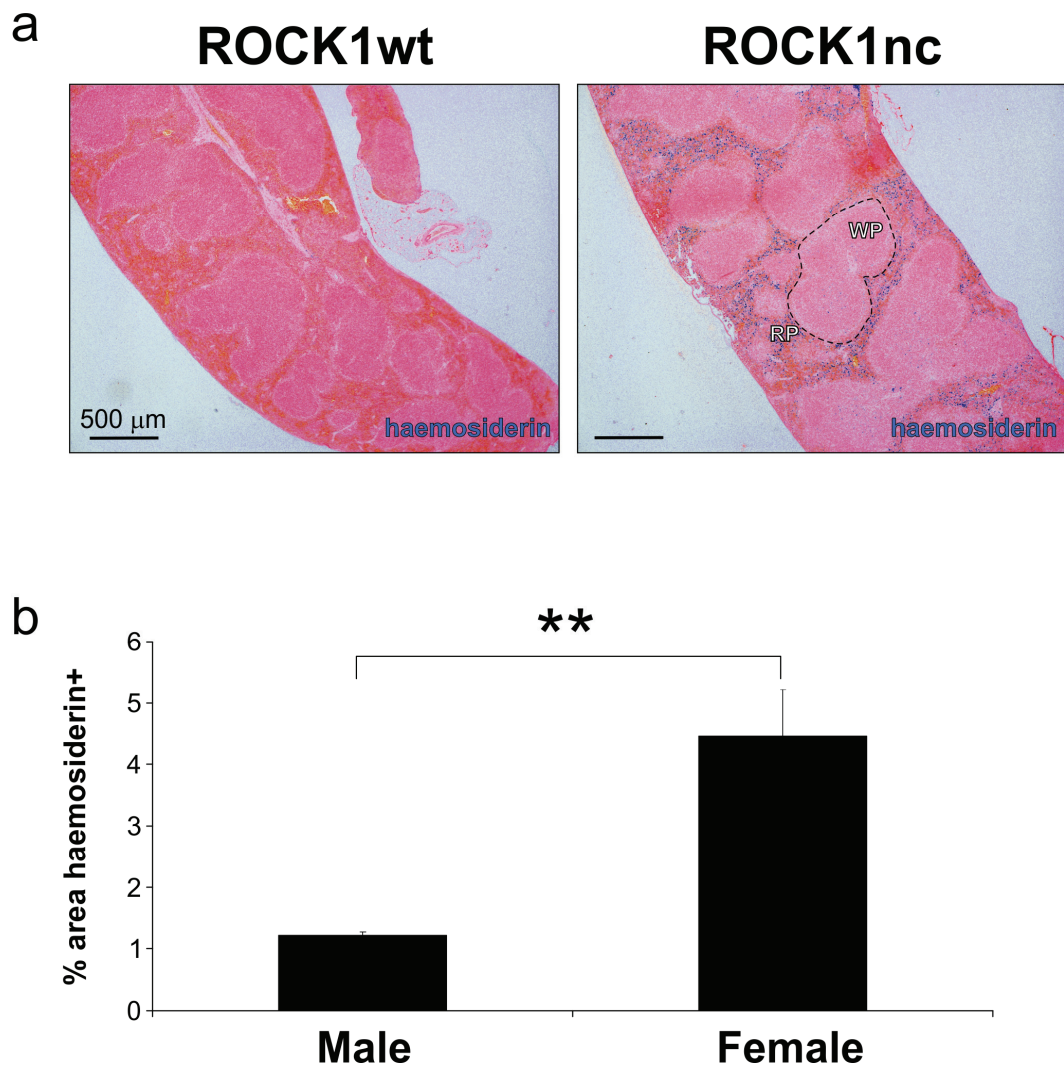 a
ROCK1wt
ROCK1nc
WP
RP
500 μm
haemosiderin
haemosiderin
b
**
% area haemosiderin+
6
5
4
3
2
1
0
Male
Female